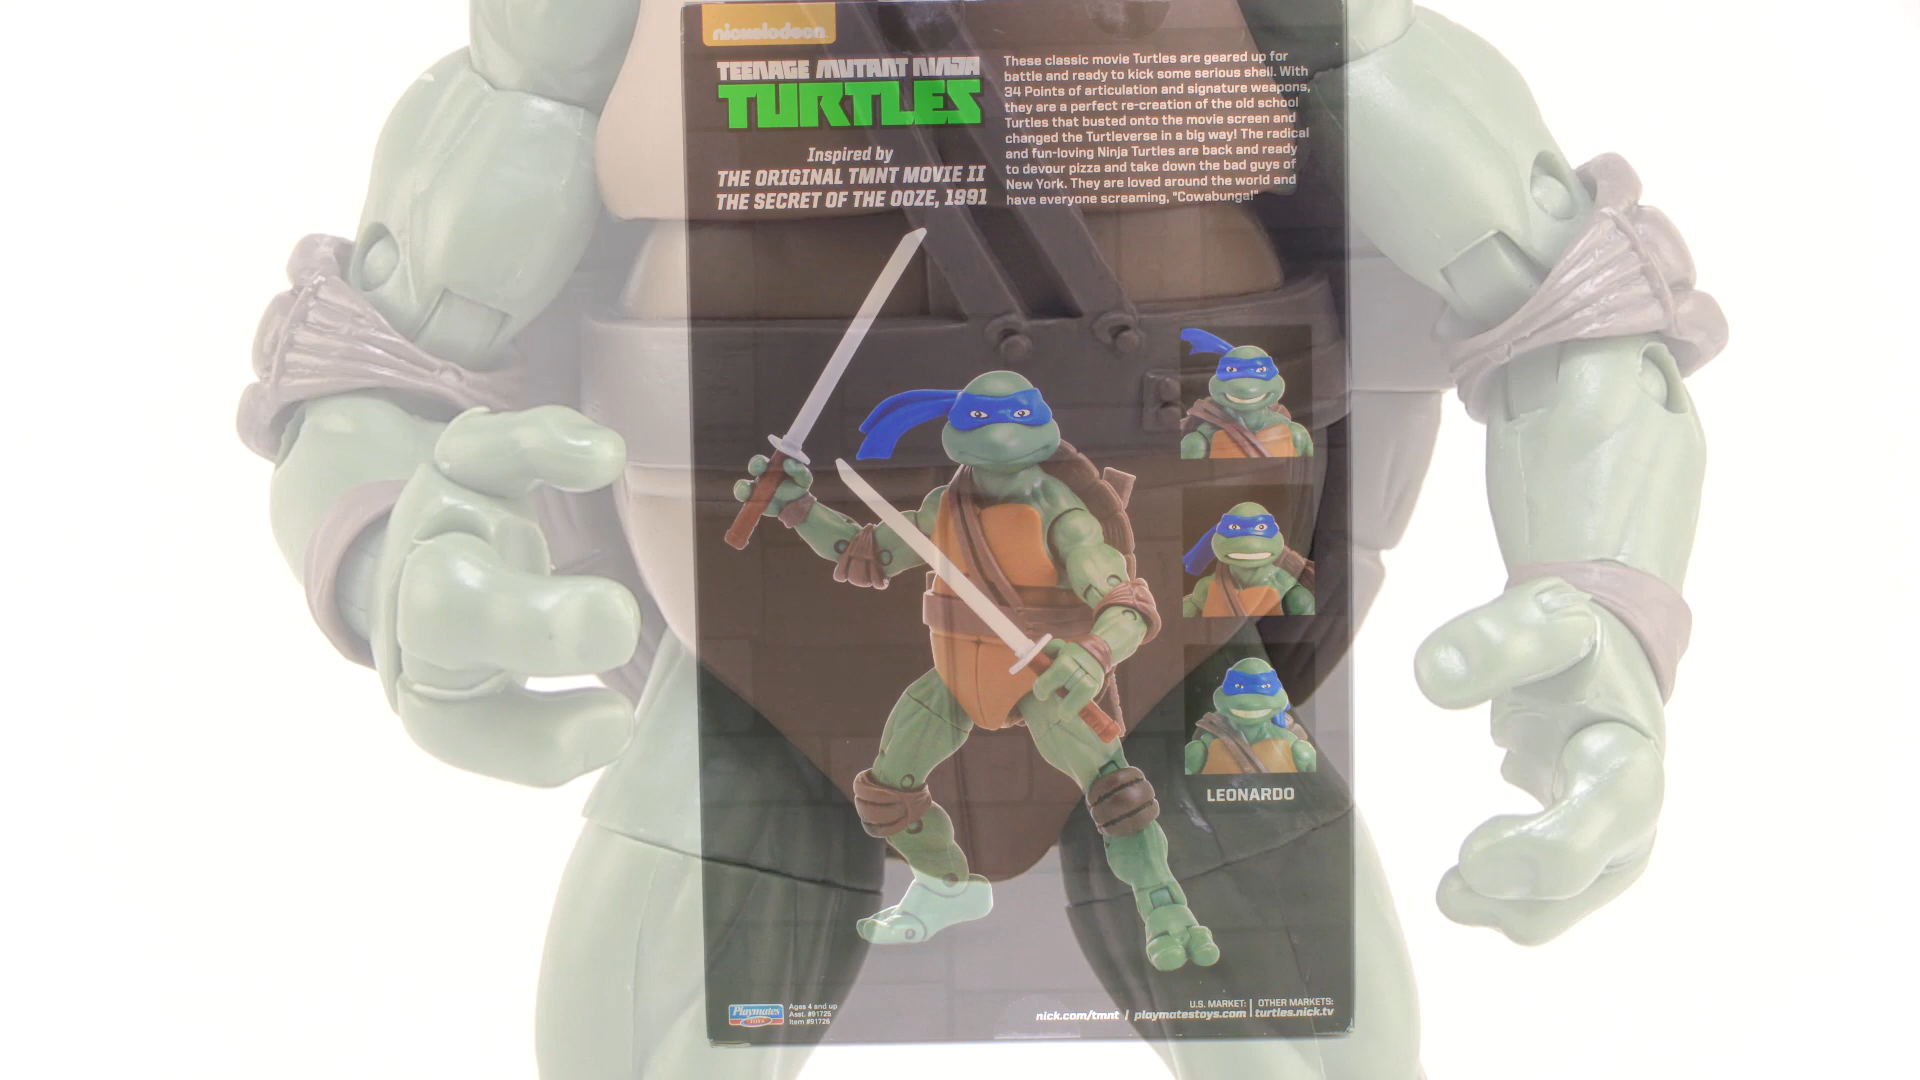 nickelodeon
TEENAGE MUTANT NINJA
TURTLES
Inspired by
THE ORIGINAL TMNT MOVIE II
THE SECRET OF THE OOZE, 1991
These classic movie Turtles are geared up for
battle and ready to kick some serious shell. With
34 Points of articulation and signature weapons,
they are a perfect re-creation of the old school
Turtles that busted onto the movie screen and
changed the Turtleverse in a big way! The radical
and fun-loving Ninja Turtles are back and ready
to devour pizza and take down the bad guys of
New York. They are loved around the world and
have everyone screaming, "Cowabunga!"
LEONARDO
Playmates
TOYS
Ages 4 and up
Asst. #91725
Item #91726
U.S. MARKET:
nick.com/tmnt / playmatestoys.com
OTHER MARKETS:
turtles.nick.tv